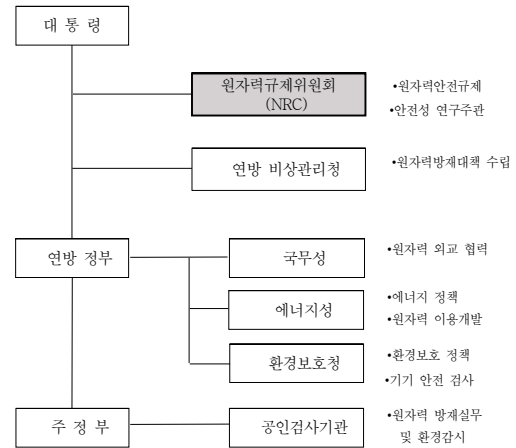 대 통 령
원자력규제위원회
(NRC)
•원자력안전규제
•안전성 연구주관
연방 비상관리청
•원자력방재대책 수립
연방 정부
국무성
•원자력 외교 협력
에너지성
•에너지 정책
•원자력 이용개발
환경보호청
•환경보호 정책
•기기 안전 검사
주 정 부
공인검사기관
•원자력 방재실무
및 환경감시